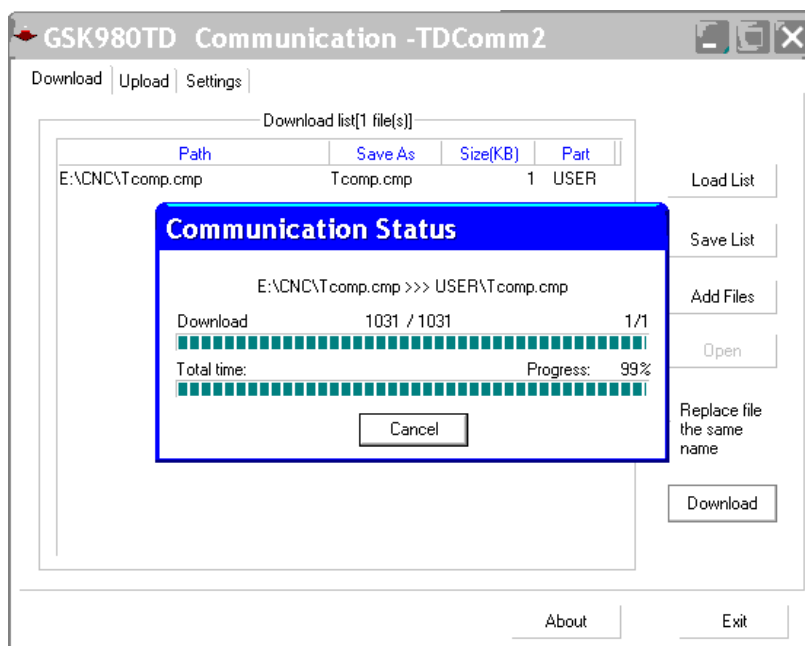 GSK980TD Communication -TDComm2
Download Upload Settings
Download list[1 file(s)]
Path Save As Size(KB) Part
E:\CNC\Tcomp.cmp Tcomp.cmp 1 USER
Load List
Communication Status
Save List
E:\CNC\Tcomp.cmp >>> USER\Tcomp.cmp
Add Files
Download 1031 / 1031 1/1
Open
Total time: Progress: 99%
Cancel
Replace file
the same
name
Download
About Exit